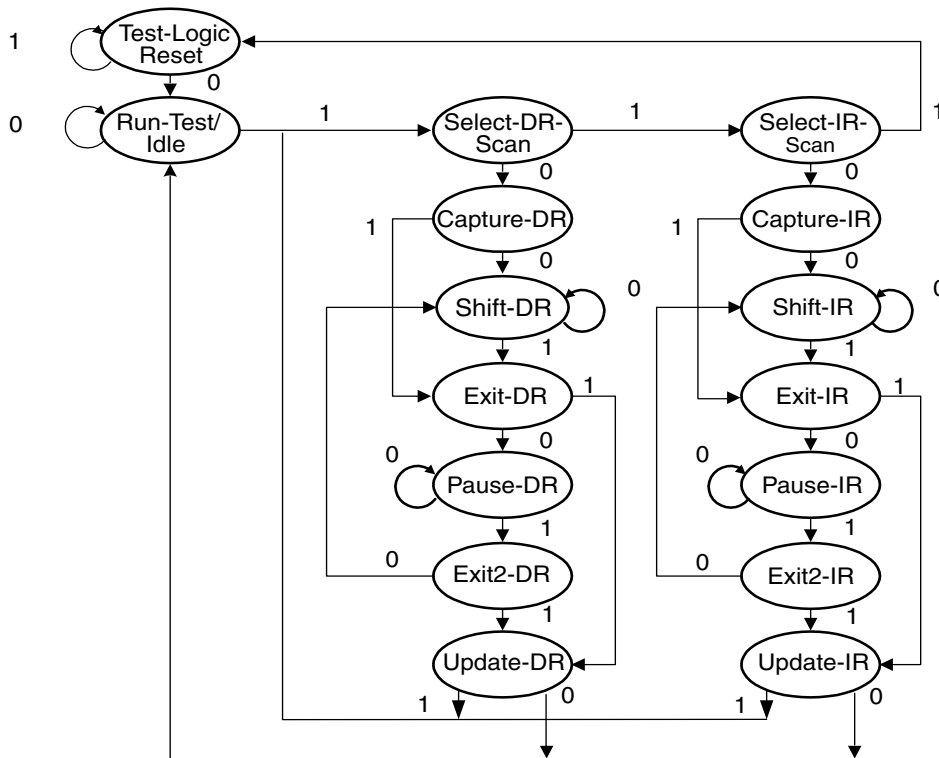 1
Test-Logic
Reset
0
0
Run-Test/
Idle
1
Select-DR-
Scan
1
Select-IR-
Scan
1
0
0
Capture-DR
1
0
Capture-IR
1
0
Shift-DR
0
1
Shift-IR
0
1
Exit-DR
1
0
Exit-IR
1
0
0
Pause-DR
1
0
Pause-IR
1
0
Exit2-DR
1
0
Exit2-IR
1
Update-DR
1
0
Update-IR
1
0